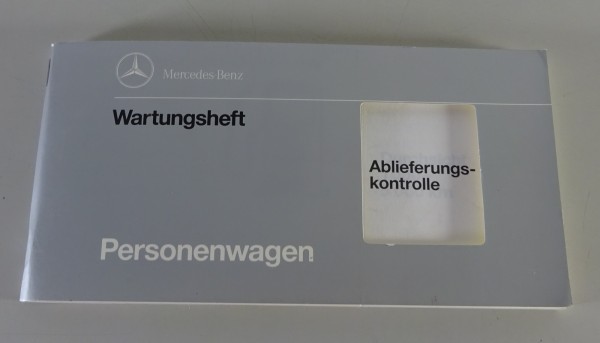 Mercedes Benz
Wartungsheft
Ablieferungs-
kontrolle
Personenwagen